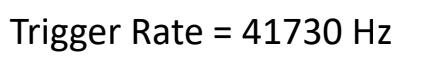 Trigger Rate = 41730 Hz